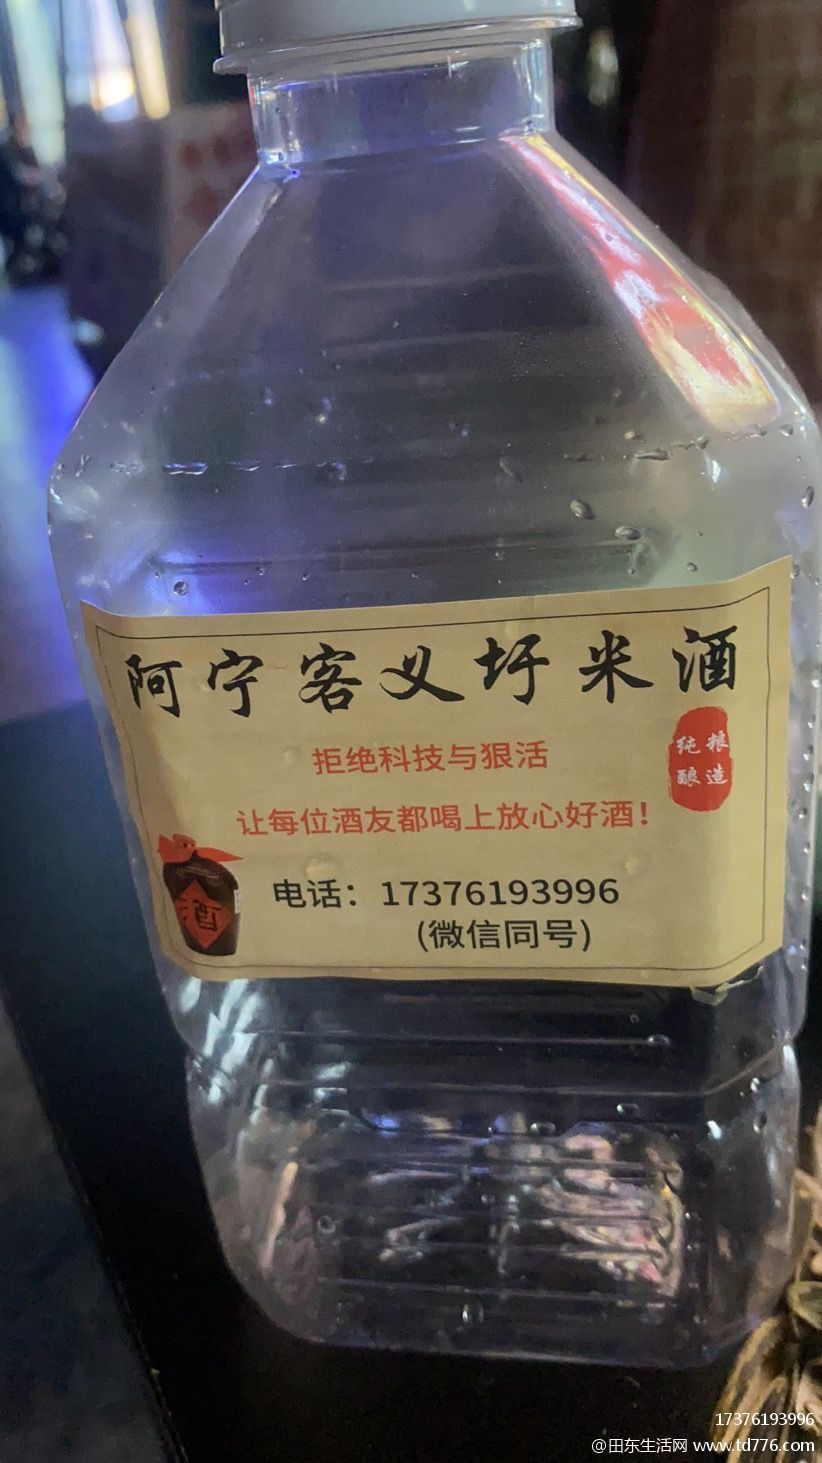 阿宁客义圩米酒
纯粮
酿造
拒绝科技与狠活
让每位酒友都喝上放心好酒！
酒
电话：17376193996
(微信同号)
17376193996
@田东生活网 www.td776.com